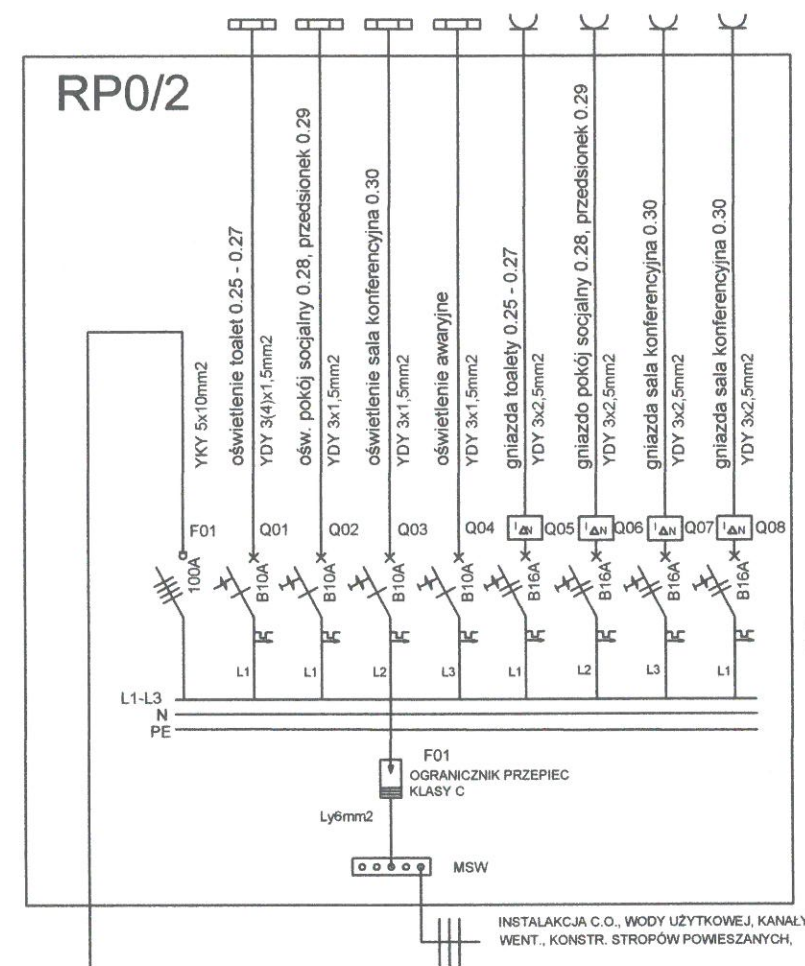 RP0/2
YKY 5x10mm2
oświetlenie toalet 0.25 - 0.27
YDY 3(4)x1,5mm2
ośw. pokój socjalny 0.28, przedsionek 0.29
YDY 3x1,5mm2
oświetlenie sala konferencyjna 0.30
YDY 3x1,5mm2
oświetlenie awaryjne
YDY 3x1,5mm2
gniazda toalety 0.25 - 0.27
YDY 3x2,5mm2
gniazdo pokój socjalny 0.28, przedsionek 0.29
YDY 3x2,5mm2
gniazda sala konferencyjna 0.30
YDY 3x2,5mm2
gniazda sala konferencyjna 0.30
YDY 3x2,5mm2
F01 Q01 Q02 Q03 Q04 I∆N Q05 I∆N Q06 I∆N Q07 I∆N Q08
100A B10A B10A B10A B10A B16A B16A B16A B16A
L1 L1 L2 L3 L1 L2 L3 L1
L1-L3
N
PE
F01
OGRANICZNIK PRZEPIEC
KLASY C
Ly6mm2
MSW
INSTALAKCJA C.O., WODY UŻYTKOWEJ, KANAŁY
WENT., KONSTR. STROPÓW POWIESZANYCH,